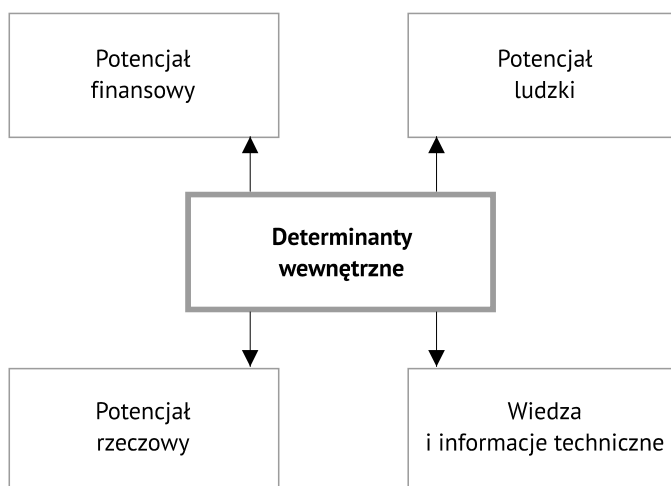 Potencjał
finansowy
Potencjał
ludzki
Determinanty
wewnętrzne
Potencjał
rzeczowy
Wiedza
i informacje techniczne